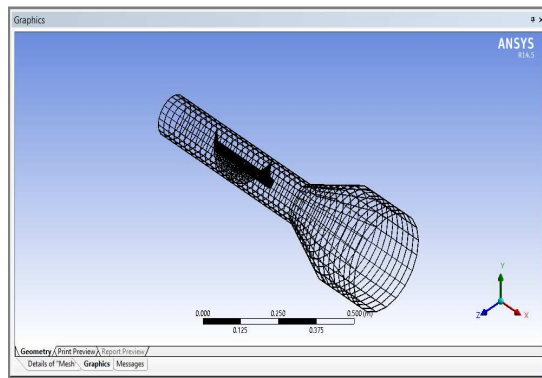 Graphics
ANSYS
R14.5
Y
Z
X
0.000 0.250 0.500 (m)
0.125 0.375
Geometry Print Preview Report Preview
Details of "Mesh" Graphics Messages